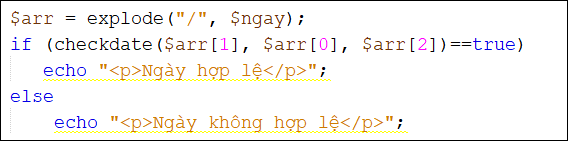 $arr = explode("/", $ngay);
if (checkdate($arr[1], $arr[0], $arr[2])==true)
echo "<p>Ngày hợp lệ</p>";
else
echo "<p>Ngày không hợp lệ</p>";